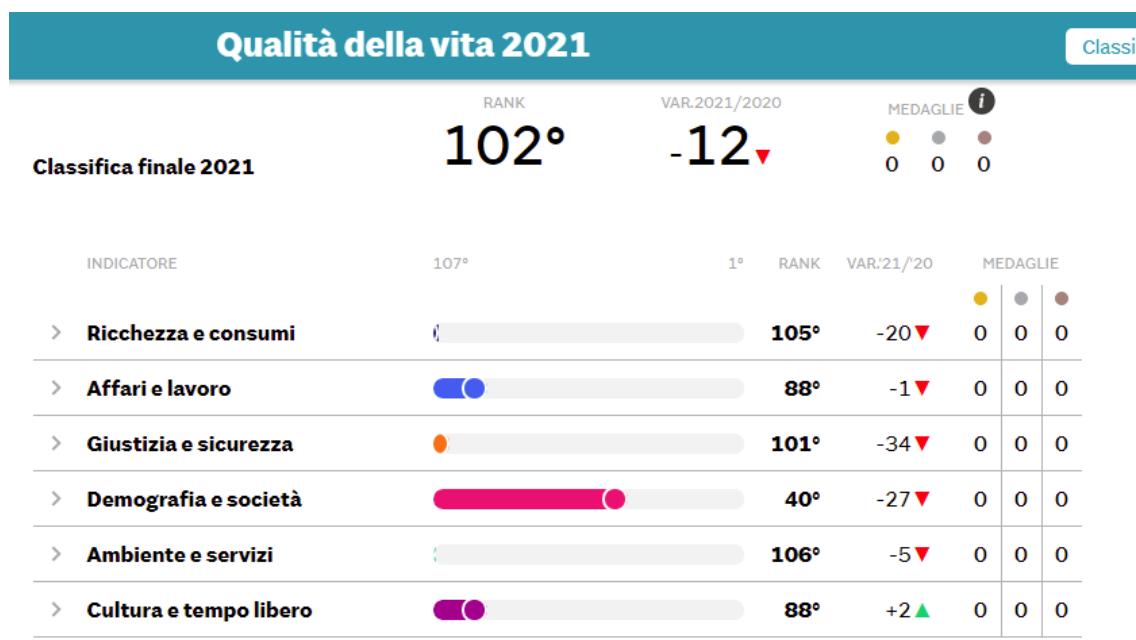 Qualità della vita 2021
Classi
RANK VAR.2021/2020 MEDAGLIE i
Classifica finale 2021 102° -12 0 0 0
INDICATORE 107° 1° RANK VAR.'21/'20 MEDAGLIE
Ricchezza e consumi 105° -20 0 0 0
Affari e lavoro 88° -1 0 0 0
Giustizia e sicurezza 101° -34 0 0 0
Demografia e società 40° -27 0 0 0
Ambiente e servizi 106° -5 0 0 0
Cultura e tempo libero 88° +2 0 0 0